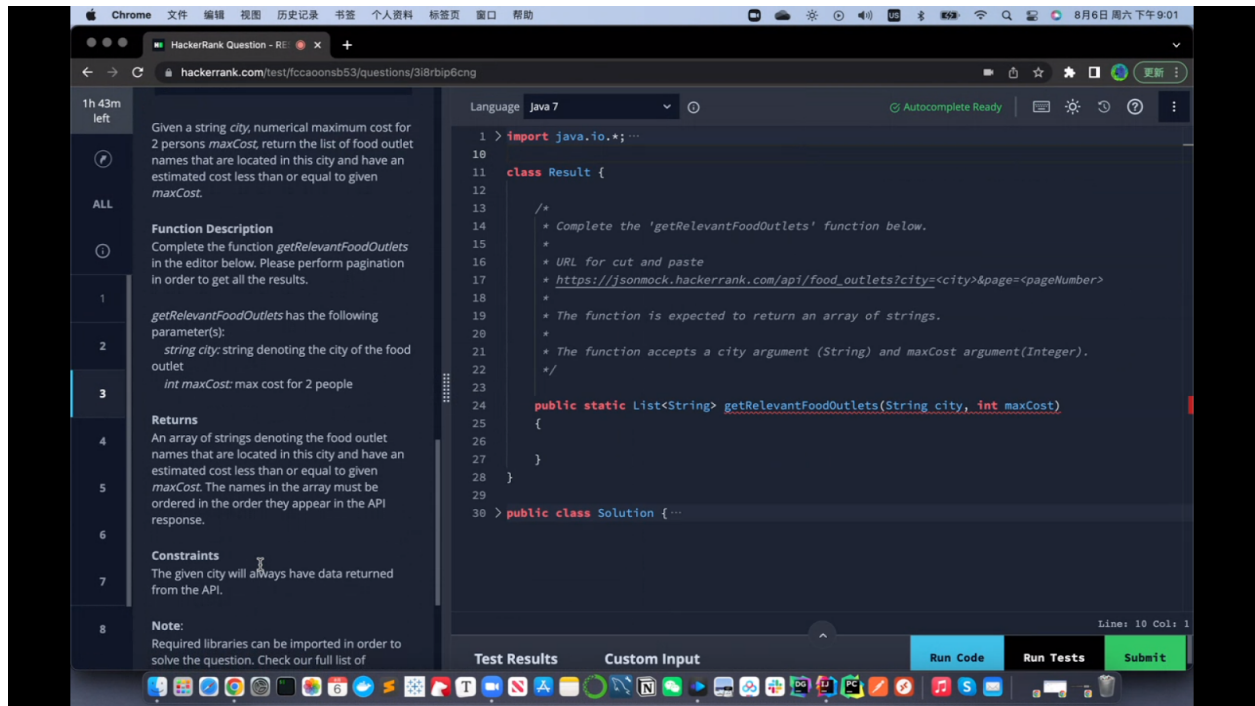 Chrome 文件 编辑 视图 历史记录 书签 个人资料 标签页 窗口 帮助 US 8月6日 周六 下午9:01
HackerRank Question - RE
hackerrank.com/test/fccaoonsb53/questions/3i8rbip6cng 更新
1h 43m
left
ALL
1
2
3
4
5
6
7
8
Given a string city, numerical maximum cost for
2 persons maxCost, return the list of food outlet
names that are located in this city and have an
estimated cost less than or equal to given
maxCost.
Function Description
Complete the function getRelevantFoodOutlets
in the editor below. Please perform pagination
in order to get all the results.
getRelevantFoodOutlets has the following
parameter(s):
string city: string denoting the city of the food
outlet
int maxCost: max cost for 2 people
Returns
An array of strings denoting the food outlet
names that are located in this city and have an
estimated cost less than or equal to given
maxCost. The names in the array must be
ordered in the order they appear in the API
response.
Constraints
The given city will always have data returned
from the API.
Note:
Required libraries can be imported in order to
solve the question. Check our full list of
Language Java 7 Autocomplete Ready
1 import java.io.*; ...
10
11 class Result {
12
13 /*
14 * Complete the 'getRelevantFoodOutlets' function below.
15 *
16 * URL for cut and paste
17 * https://jsonmock.hackerrank.com/api/food_outlets?city=<city>&page=<pageNumber>
18 *
19 * The function is expected to return an array of strings.
20 *
21 * The function accepts a city argument (String) and maxCost argument(Integer).
22 */
23
24 public static List<String> getRelevantFoodOutlets(String city, int maxCost)
25 {
26
27 }
28 }
29
30 public class Solution { ...
Line: 10 Col: 1
Test Results Custom Input Run Code Run Tests Submit